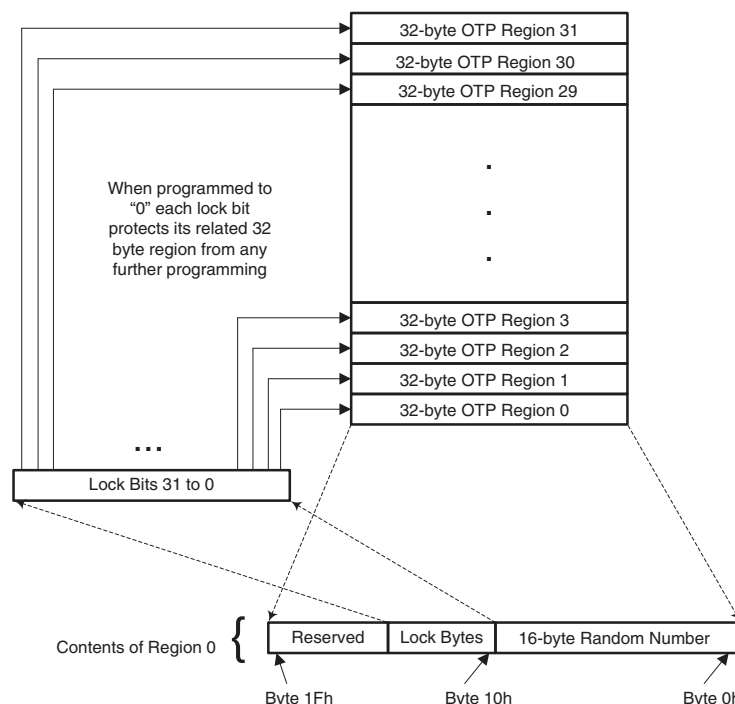 32-byte OTP Region 31
32-byte OTP Region 30
32-byte OTP Region 29
.
.
.
When programmed to
“0” each lock bit
protects its related 32
byte region from any
further programming
32-byte OTP Region 3
32-byte OTP Region 2
32-byte OTP Region 1
32-byte OTP Region 0
...
Lock Bits 31 to 0
Contents of Region 0 {
Reserved
Lock Bytes
16-byte Random Number
Byte 1Fh
Byte 10h
Byte 0h